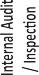 Internal Audit
/ Inspection